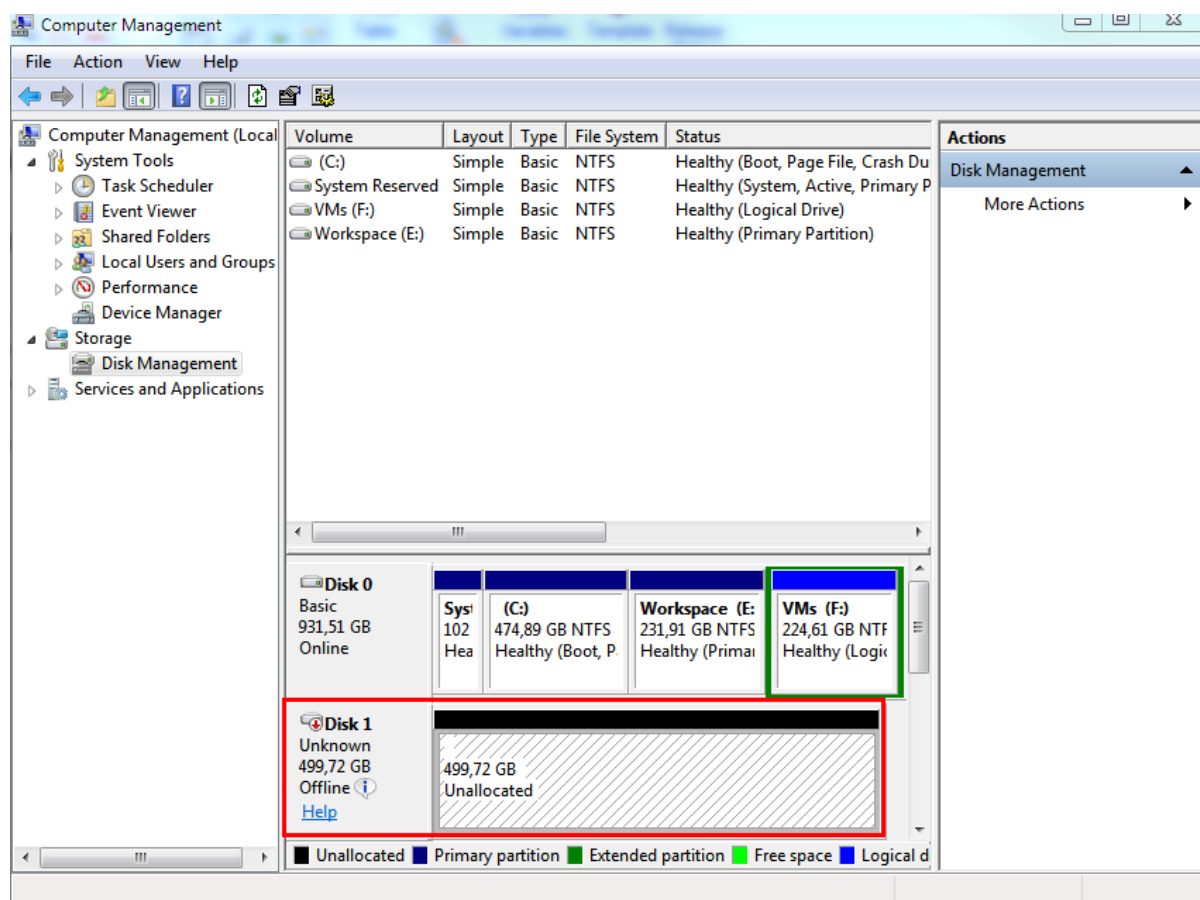 Computer Management
File Action View Help
Computer Management (Local
System Tools
Task Scheduler
Event Viewer
Shared Folders
Local Users and Groups
Performance
Device Manager
Storage
Disk Management
Services and Applications
Volume Layout Type File System Status
(C:) Simple Basic NTFS Healthy (Boot, Page File, Crash Du
System Reserved Simple Basic NTFS Healthy (System, Active, Primary P
VMs (F:) Simple Basic NTFS Healthy (Logical Drive)
Workspace (E:) Simple Basic NTFS Healthy (Primary Partition)
Actions
Disk Management
More Actions
Disk 0
Basic
931,51 GB
Online
Syst
102
Hea
(C:)
474,89 GB NTFS
Healthy (Boot, P
Workspace (E:
231,91 GB NTFS
Healthy (Primar
VMs (F:)
224,61 GB NTF
Healthy (Logic
Disk 1
Unknown
499,72 GB
Offline
Help
499,72 GB
Unallocated
Unallocated Primary partition Extended partition Free space Logical d